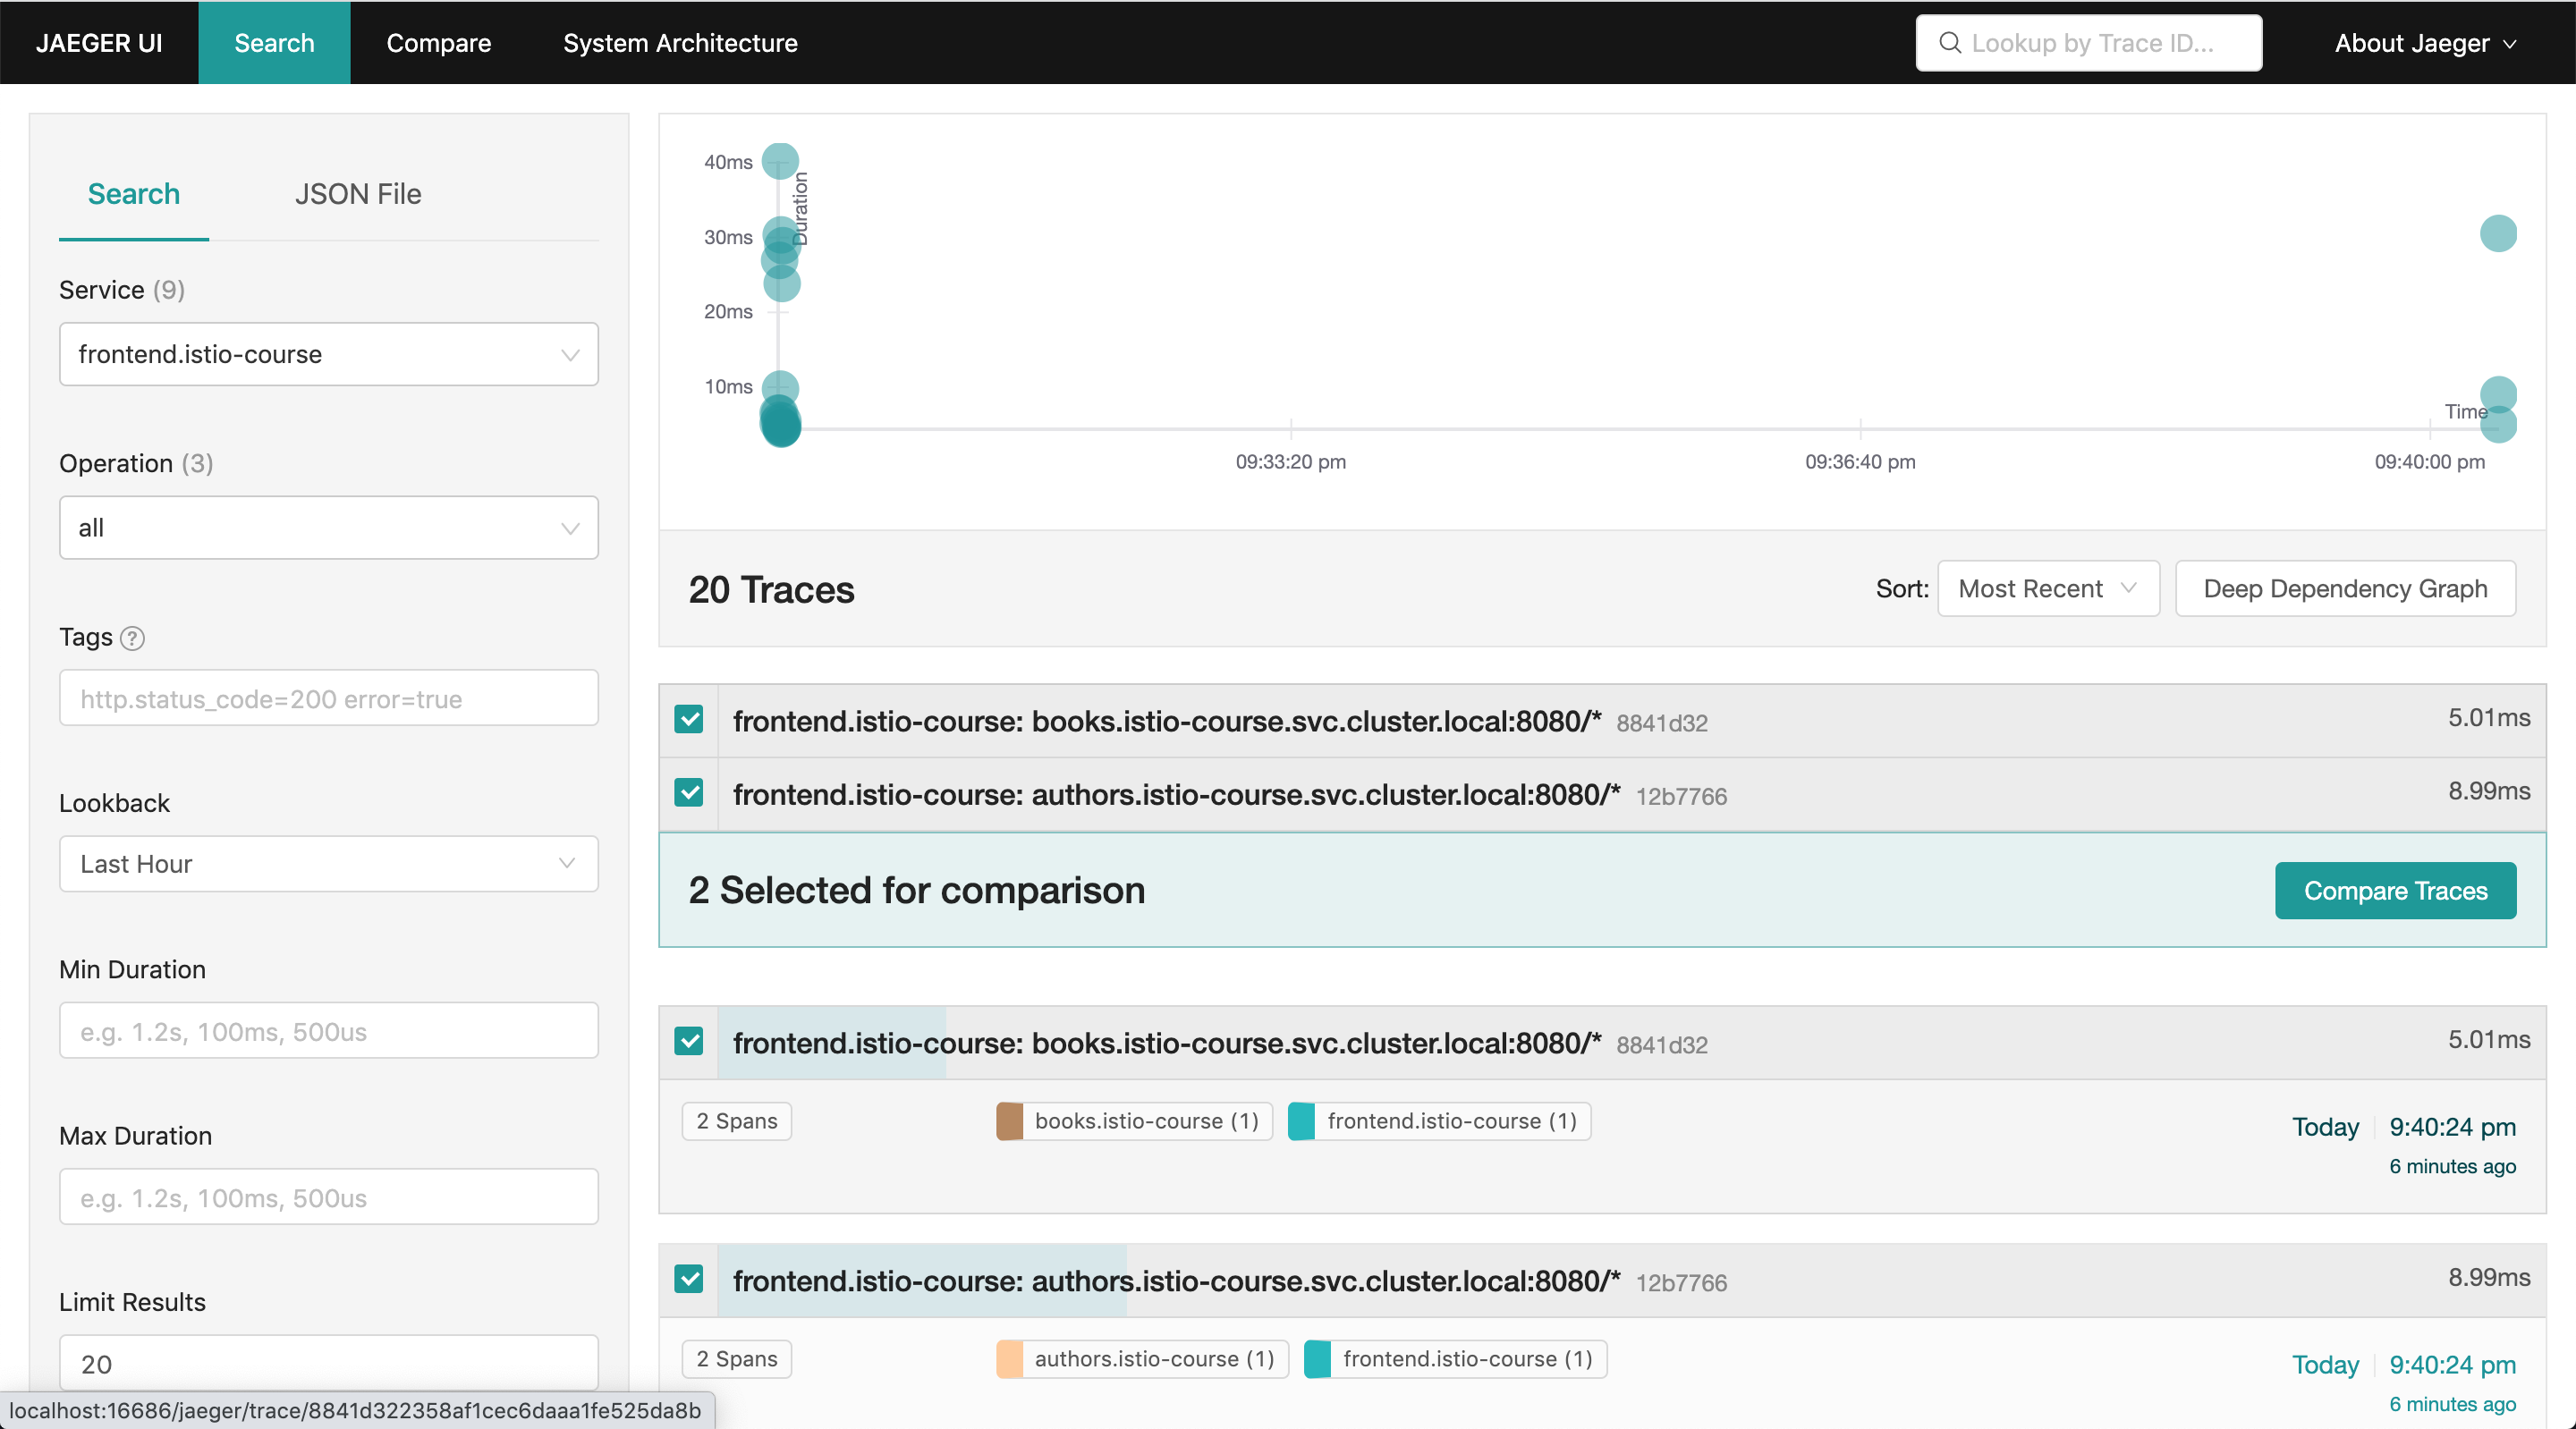 JAEGER UI Search Compare System Architecture Lookup by Trace ID... About Jaeger
Search JSON File
Service (9)
frontend.istio-course
Operation (3)
all
Tags ?
http.status_code=200 error=true
Lookback
Last Hour
Min Duration
e.g. 1.2s, 100ms, 500us
Max Duration
e.g. 1.2s, 100ms, 500us
Limit Results
20
40ms
30ms
20ms
10ms
Duration
Time
09:33:20 pm 09:36:40 pm 09:40:00 pm
20 Traces Sort: Most Recent Deep Dependency Graph
frontend.istio-course: books.istio-course.svc.cluster.local:8080/* 8841d32 5.01ms
frontend.istio-course: authors.istio-course.svc.cluster.local:8080/* 12b7766 8.99ms
2 Selected for comparison Compare Traces
frontend.istio-course: books.istio-course.svc.cluster.local:8080/* 8841d32 5.01ms
2 Spans books.istio-course (1) frontend.istio-course (1) Today 9:40:24 pm
6 minutes ago
frontend.istio-course: authors.istio-course.svc.cluster.local:8080/* 12b7766 8.99ms
2 Spans authors.istio-course (1) frontend.istio-course (1) Today 9:40:24 pm
6 minutes ago
localhost:16686/jaeger/trace/8841d322358af1cec6daaa1fe525da8b